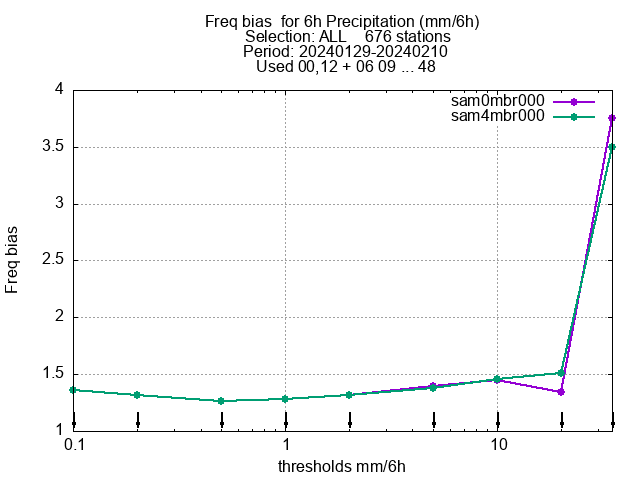 Freq bias  for 6h Precipitation (mm/6h)
Selection: ALL    676 stations
Period: 20240129-20240210
Used 00,12 + 06 09 ... 48
sam0mbr000
sam4mbr000
4
3.5
3
2.5
2
1.5
1
Freq bias
0.1
1
10
thresholds mm/6h